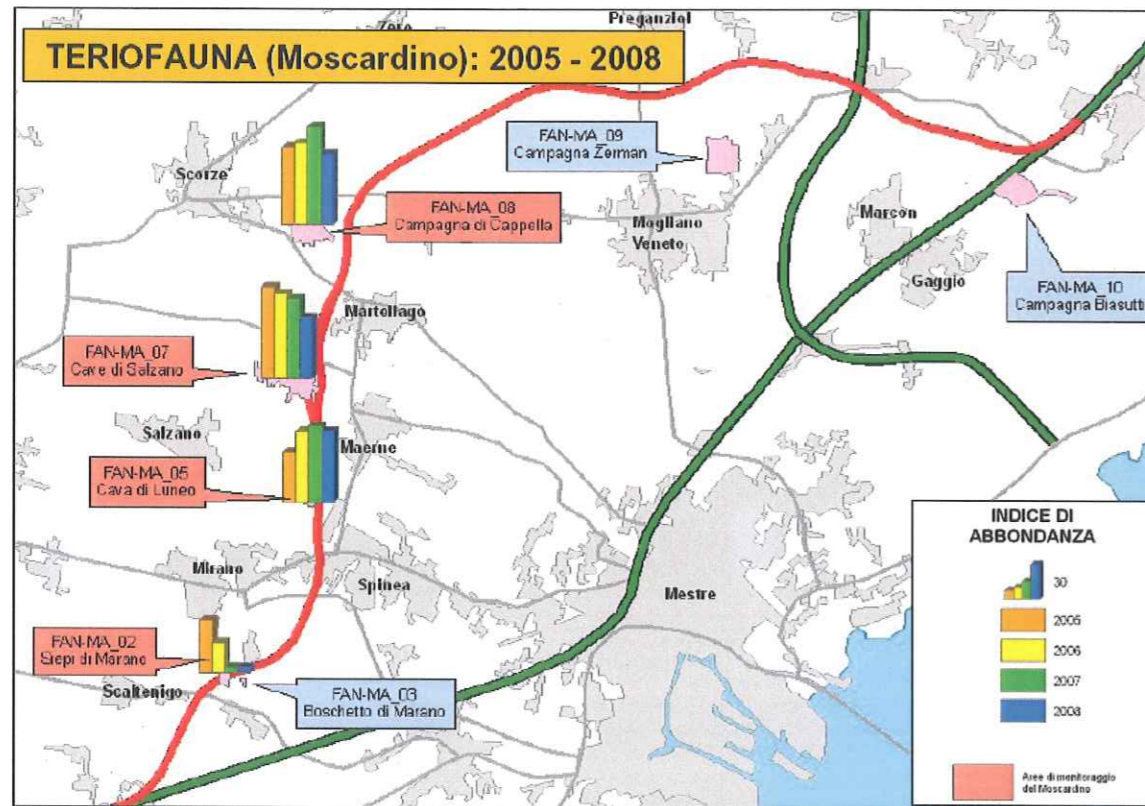 Preganziol
TERIOFAUNA (Moscardino): 2005 - 2008
FAN-MA_09
Campagna Zerman
Scorze
FAN-MA_08
Campagna di Cappella
Mogliano
Veneto
Marcon
Gaggio
FAN-MA_10
Campagna Biasutti
Martellago
FAN-MA_07
Cave di Salzano
Salzano
Maerne
FAN-MA_05
Cava di Luneo
Mirano
Spinea
Mestre
FAN-MA_02
Siepi di Marano
Scaltenigo
FAN-MA_03
Boschetto di Marano
INDICE DI
ABBONDANZA
30
2005
2006
2007
2008
Aree di monitoraggio
del Moscardino